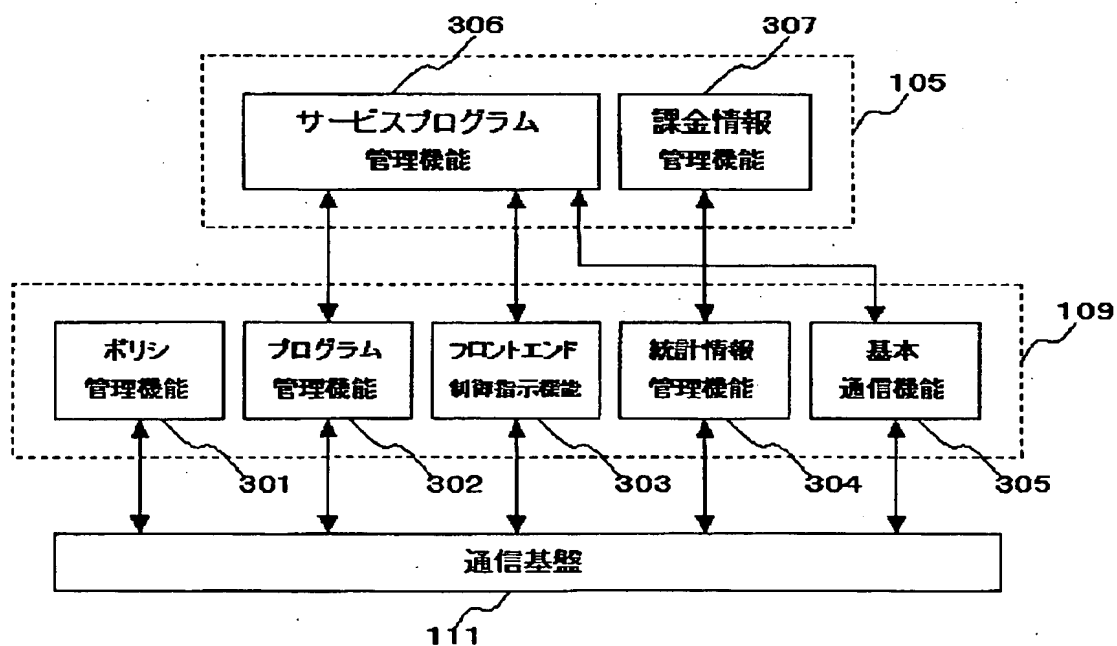 306
307
105
サービスプログラム
管理機能
課金情報
管理機能
109
ポリシ
管理機能
プログラム
管理機能
フロントエンド
制御指示機能
統計情報
管理機能
基本
通信機能
301
302
303
304
305
通信基盤
111